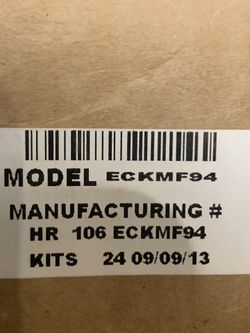 MODEL ECKMF94
MANUFACTURING #
HR 106 ECKMF94
KITS 24 09/09/13